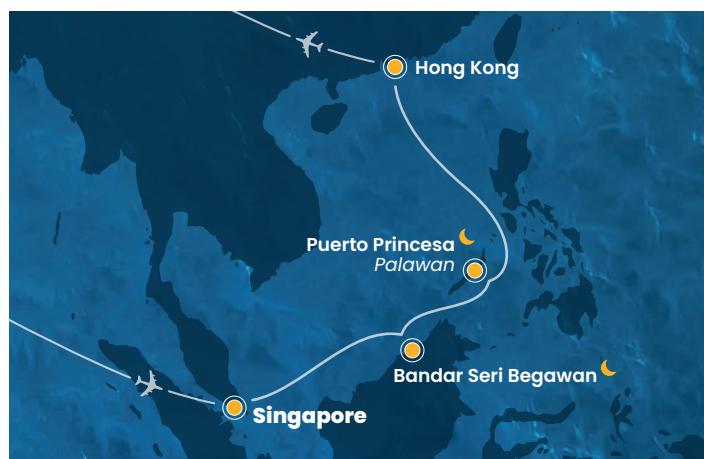 Hong Kong
Puerto Princesa
Palawan
Bandar Seri Begawan
Singapore